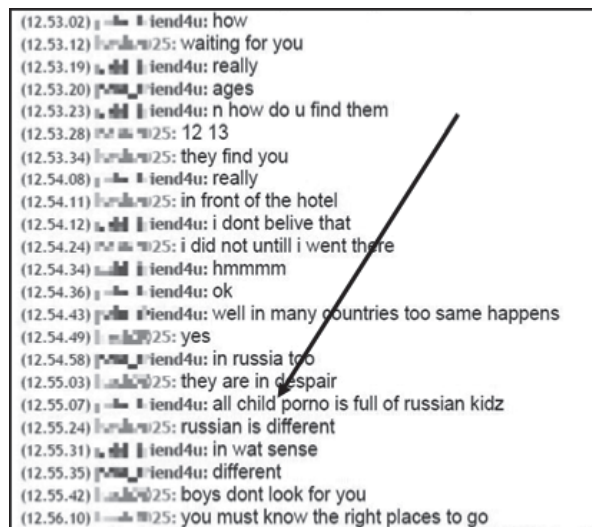 (12.53.02) iend4u: how
(12.53.12) 25: waiting for you
(12.53.19) iend4u: really
(12.53.20) iend4u: ages
(12.53.23) iend4u: n how do u find them
(12.53.28) 25: 12 13
(12.53.34) 25: they find you
(12.54.08) iend4u: really
(12.54.11) 25: in front of the hotel
(12.54.12) iend4u: i dont belive that
(12.54.24) 25: i did not untill i went there
(12.54.34) iend4u: hmmmm
(12.54.36) iend4u: ok
(12.54.43) iend4u: well in many countries too same happens
(12.54.49) 25: yes
(12.54.58) iend4u: in russia too
(12.55.03) 25: they are in despair
(12.55.07) iend4u: all child porno is full of russian kidz
(12.55.24) 25: russian is different
(12.55.31) iend4u: in wat sense
(12.55.35) iend4u: different
(12.55.42) 25: boys dont look for you
(12.56.10) 25: you must know the right places to go